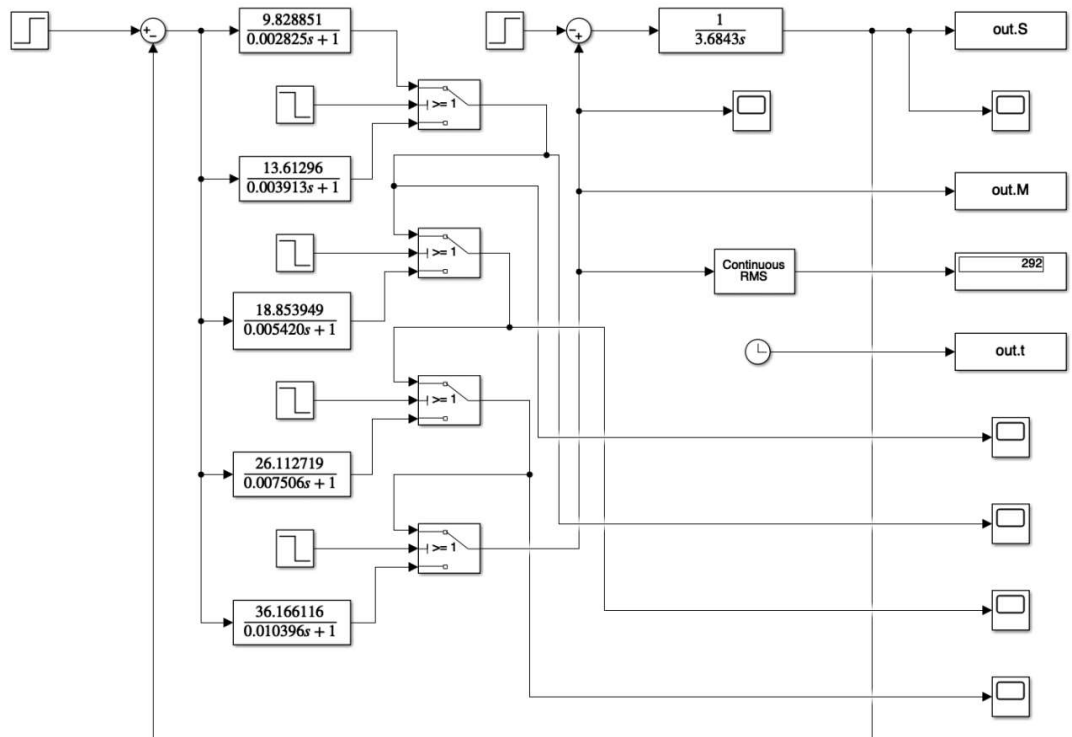 9.828851
0.002825s + 1
1
3.6843s
out.S
>= 1
13.61296
0.003913s + 1
out.M
>= 1
Continuous
RMS
292
18.853949
0.005420s + 1
out.t
>= 1
26.112719
0.007506s + 1
>= 1
36.166116
0.010396s + 1